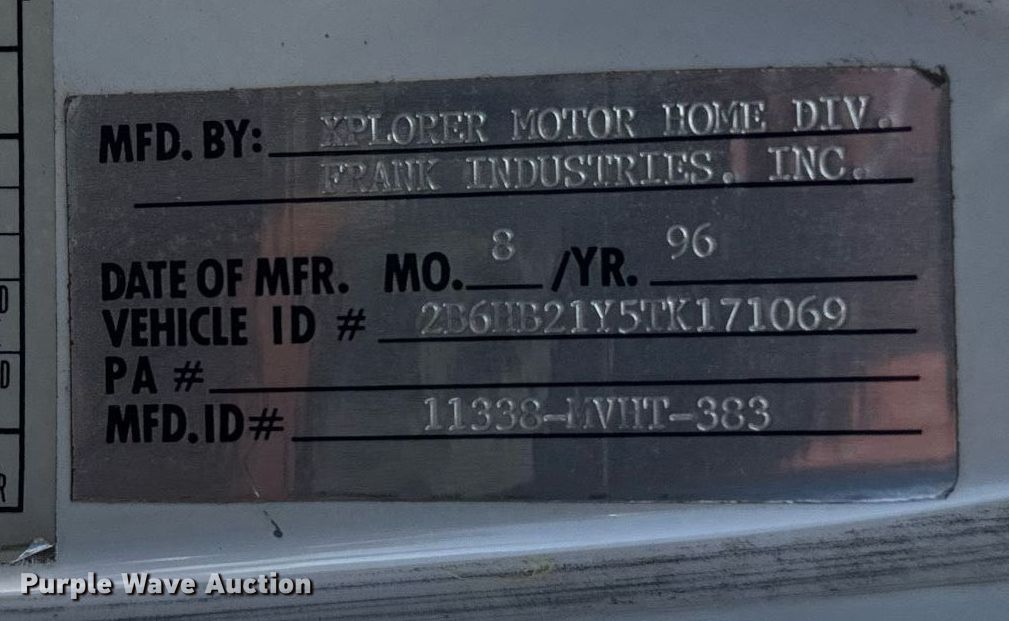 MFD. BY: XPLORER MOTOR HOME DIV.
FRANK INDUSTRIES, INC.
DATE OF MFR. MO. 8 /YR. 96
VEHICLE ID # 2B6HB21Y5TK171069
PA #
MFD. ID# 11338-MVHT-383
D
D
R
Purple Wave Auction